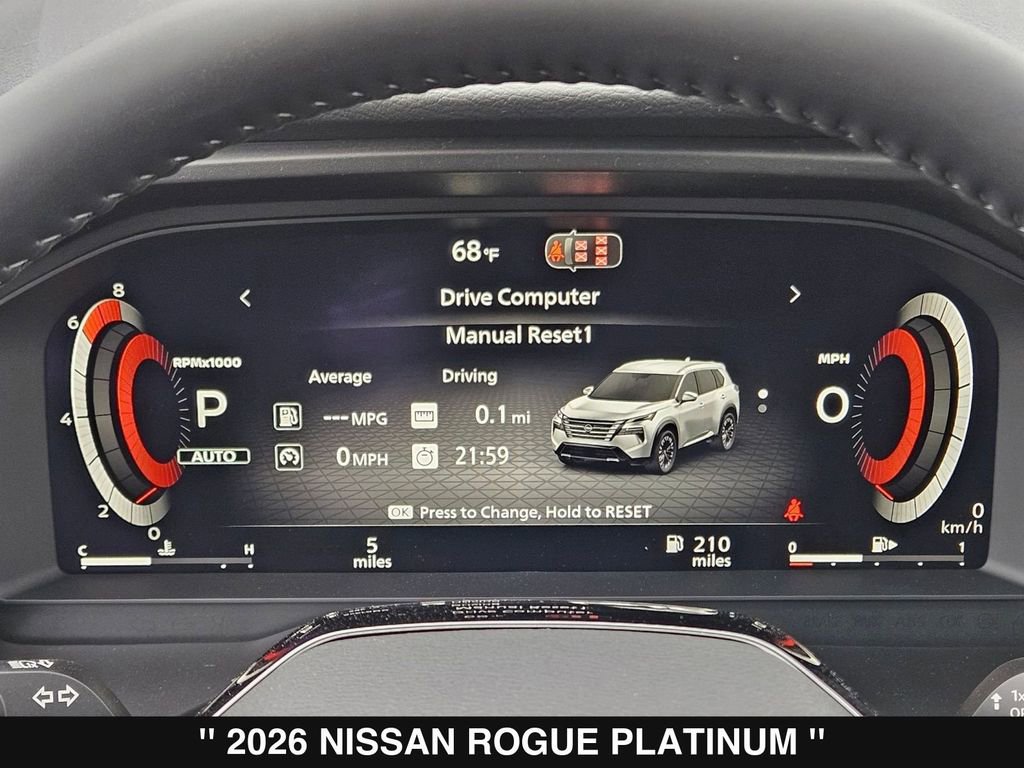 68°F
Drive Computer
Manual Reset1
8
6
4
2
0
RPMx1000
P
AUTO
Average
Driving
---MPG
0.1 mi
0MPH
21:59
OK Press to Change, Hold to RESET
MPH
0
0
km/h
C H
5
miles
210
miles
0 1
1x
" 2026 NISSAN ROGUE PLATINUM "